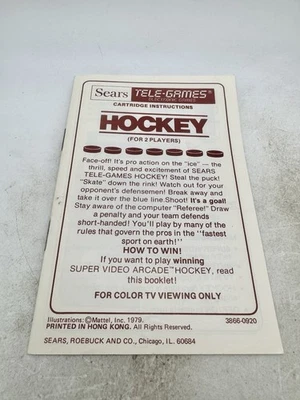 Sears TELE-GAMES®
ELECTRONIC GAMES
CARTRIDGE INSTRUCTIONS
HOCKEY
(FOR 2 PLAYERS)
Face-off! It's pro action on the "ice" — the
thrill, speed and excitement of SEARS
TELE-GAMES HOCKEY! Steal the puck!
"Skate" down the rink! Watch out for your
opponent's defensemen! Break away and
take it over the blue line. Shoot! It's a goal!
Stay aware of the computer "Referee!" Draw
a penalty and your team defends
short-handed! You'll play by many of the
rules that govern the pros in the "fastest
sport on earth!"
HOW TO WIN!
If you want to play winning
SUPER VIDEO ARCADE™ HOCKEY, read
this booklet!
FOR COLOR TV VIEWING ONLY
Illustrations: ©Mattel, Inc. 1979.
PRINTED IN HONG KONG. All Rights Reserved. 3866-0920
SEARS, ROEBUCK AND CO., Chicago, IL. 60684